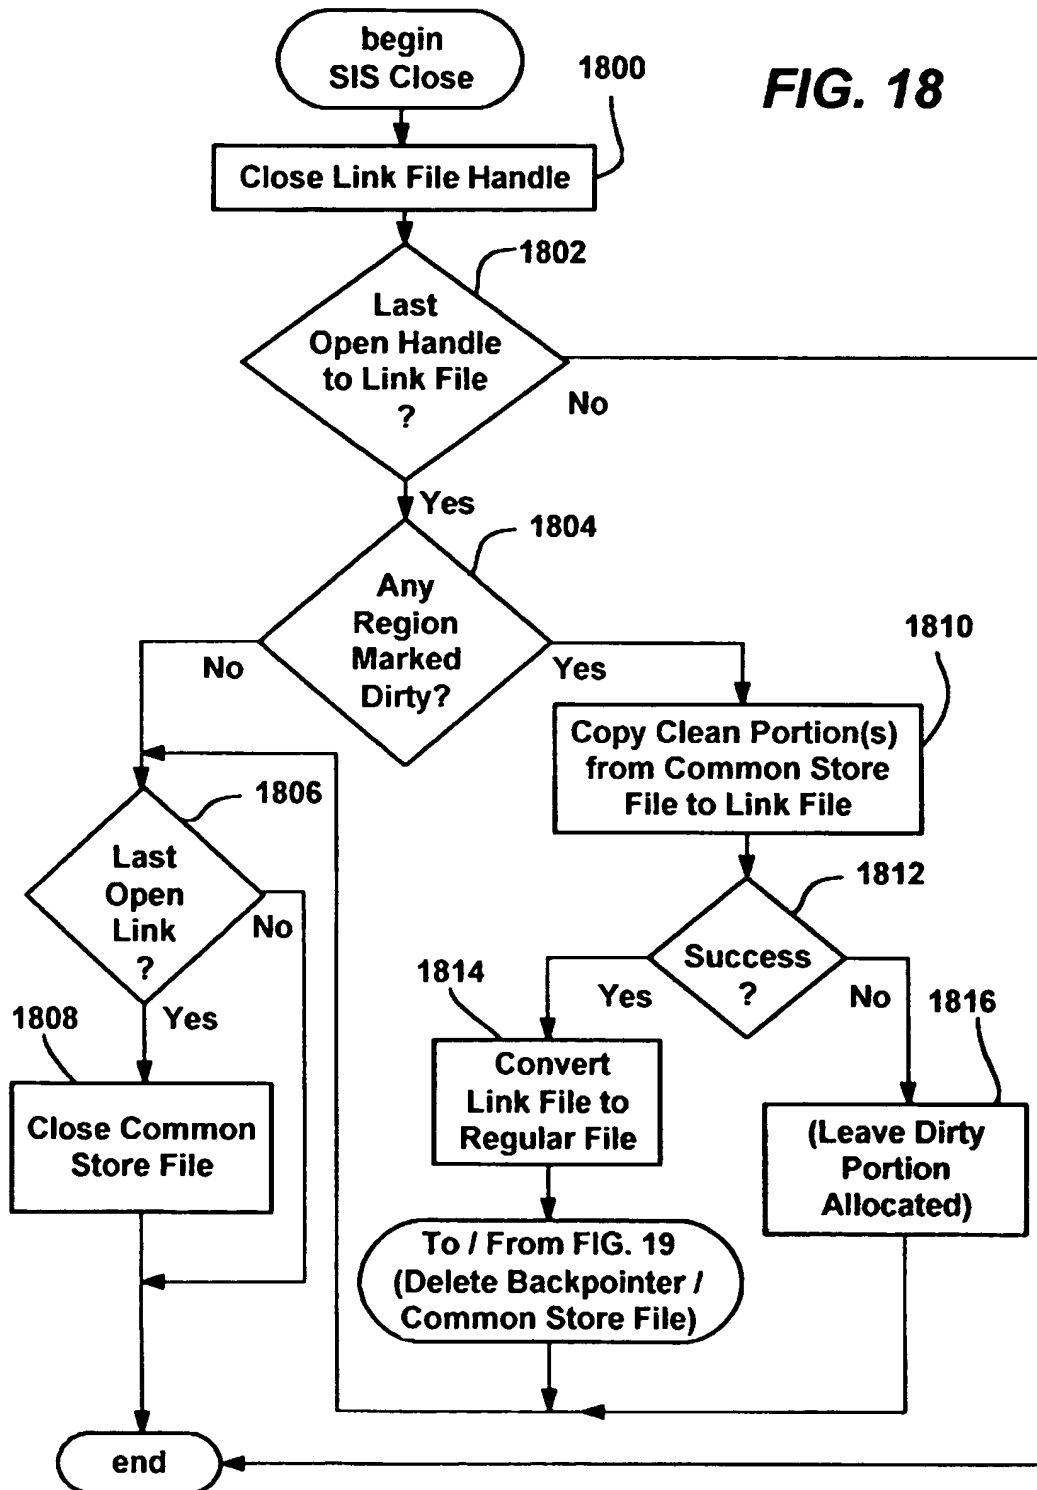 begin
SIS Close
1800
FIG. 18
Close Link File Handle
1802
Last
Open Handle
to Link File
?
No
Yes
1804
Any
Region
Marked
Dirty?
No
Yes
1810
Copy Clean Portion(s)
from Common Store
File to Link File
1806
Last
Open
Link
?
No
Yes
1812
Success
?
Yes
No
1808
Close Common
Store File
1814
Convert
Link File to
Regular File
1816
(Leave Dirty
Portion
Allocated)
To / From FIG. 19
(Delete Backpointer /
Common Store File)
end